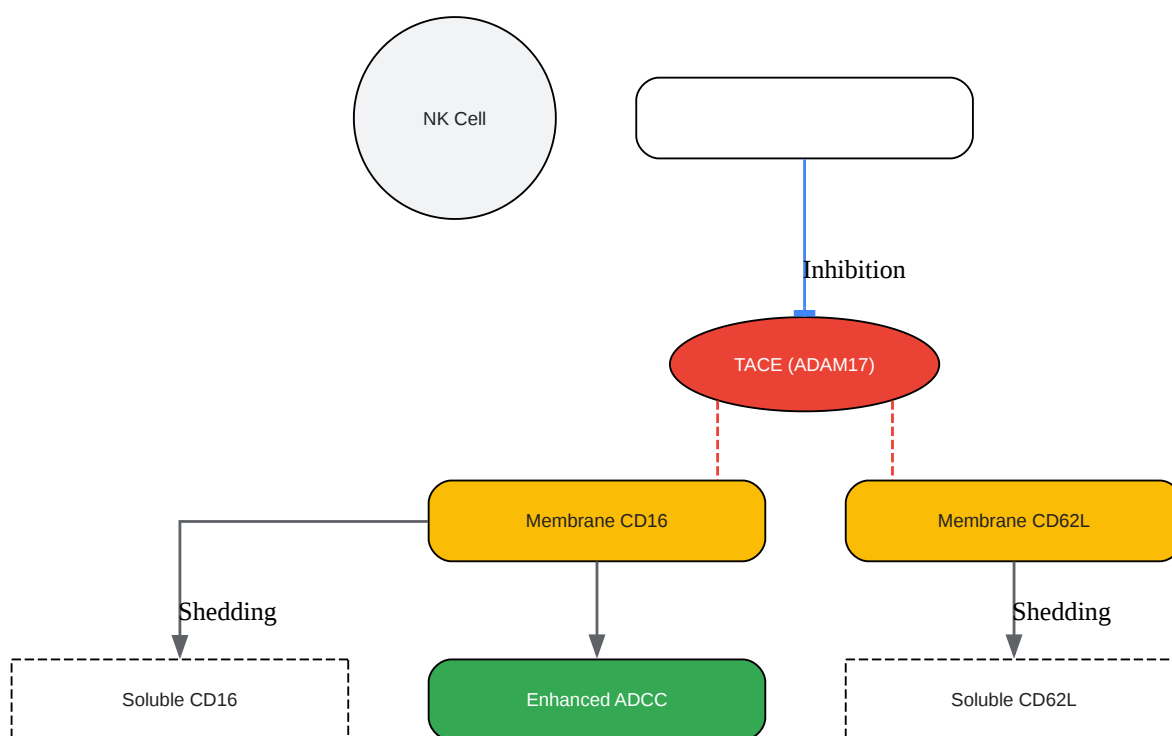 NK Cell
Inhibition
TACE (ADAM17)
Membrane CD16
Membrane CD62L
Shedding
Shedding
Soluble CD16
Enhanced ADCC
Soluble CD62L